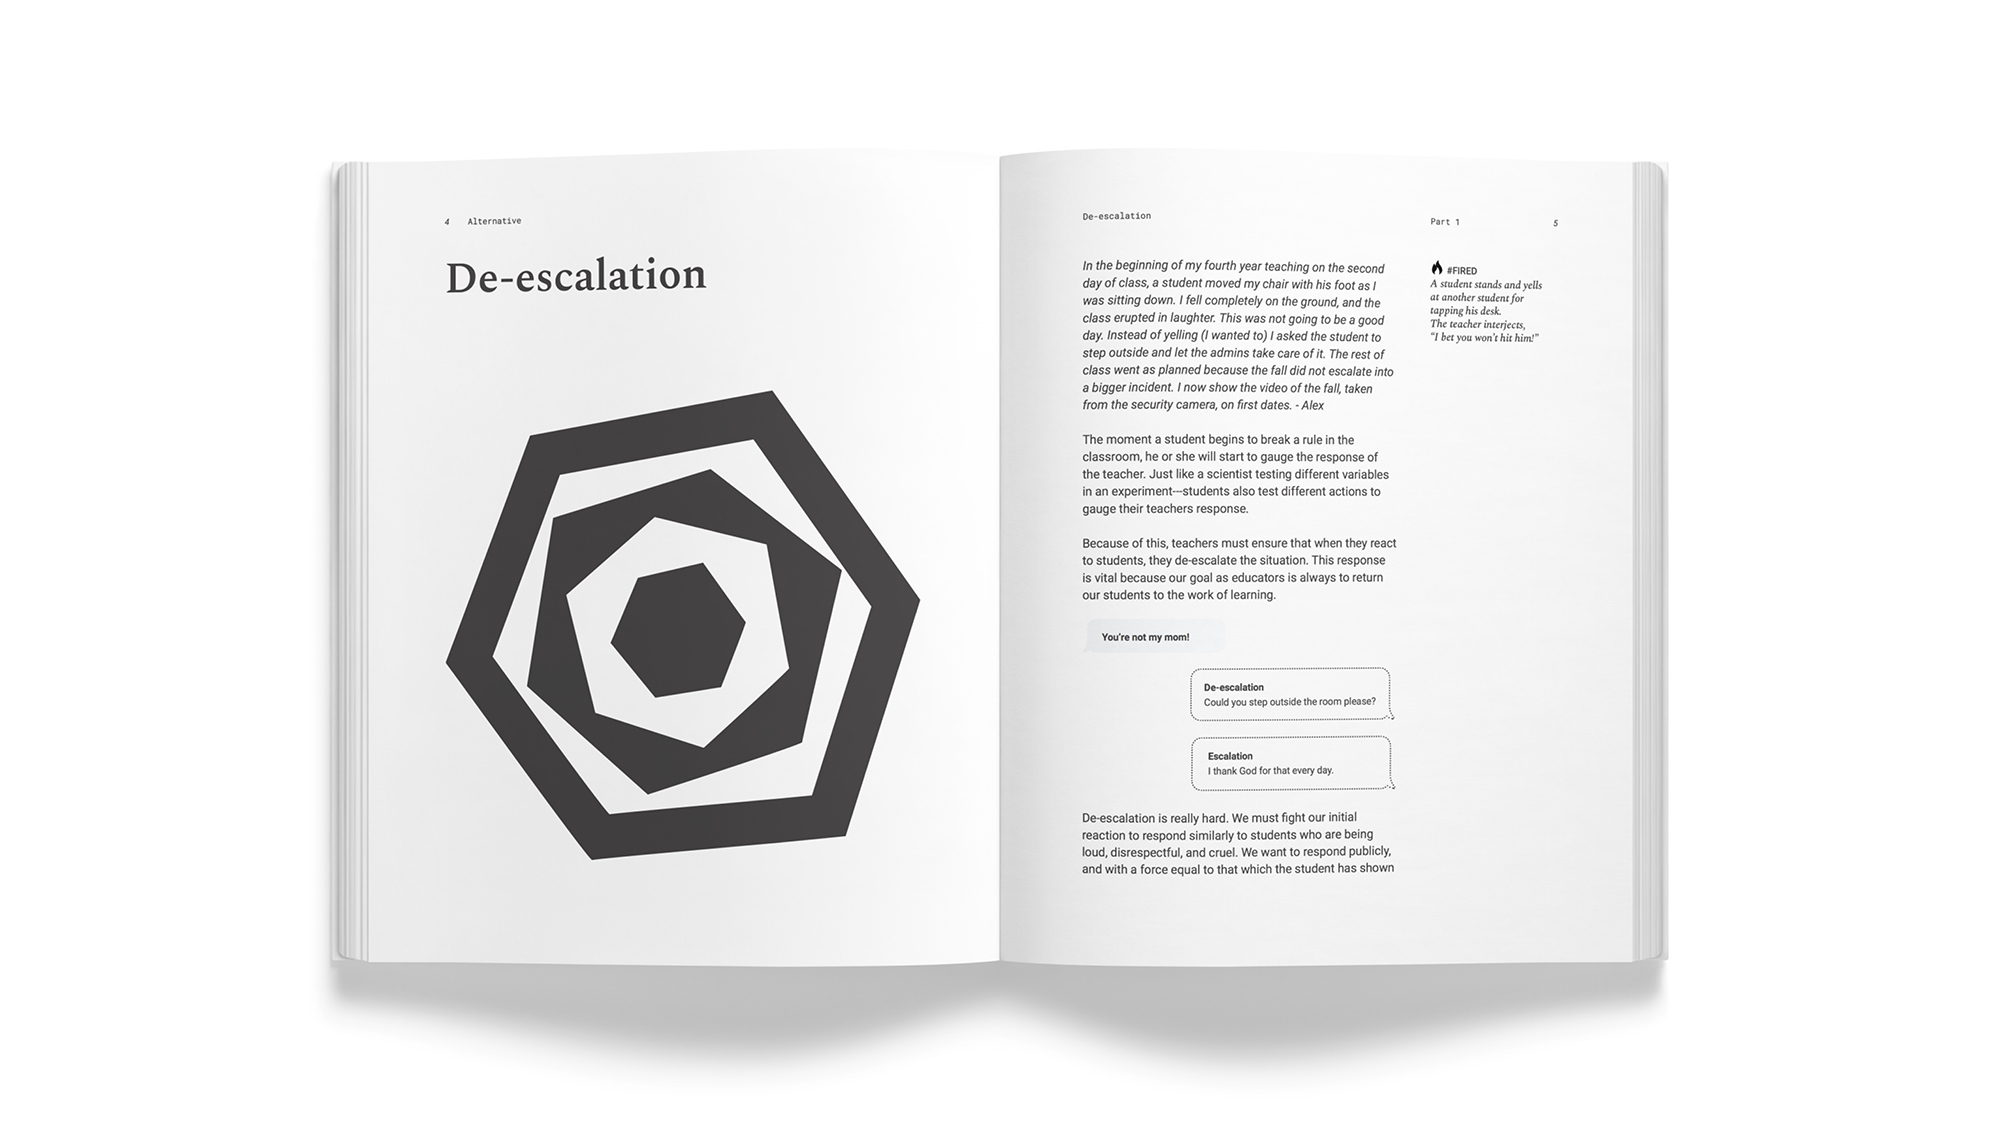 4 Alternative
De-escalation
De-escalation
Part 1 5
In the beginning of my fourth year teaching on the second
day of class, a student moved my chair with his foot as I
was sitting down. I fell completely on the ground, and the
class erupted in laughter. This was not going to be a good
day. Instead of yelling (I wanted to) I asked the student to
step outside and let the admins take care of it. The rest of
class went as planned because the fall did not escalate into
a bigger incident. I now show the video of the fall, taken
from the security camera, on first dates. - Alex
The moment a student begins to break a rule in the
classroom, he or she will start to gauge the response of
the teacher. Just like a scientist testing different variables
in an experiment---students also test different actions to
gauge their teachers response.
Because of this, teachers must ensure that when they react
to students, they de-escalate the situation. This response
is vital because our goal as educators is always to return
our students to the work of learning.
You're not my mom!
De-escalation
Could you step outside the room please?
Escalation
I thank God for that every day.
De-escalation is really hard. We must fight our initial
reaction to respond similarly to students who are being
loud, disrespectful, and cruel. We want to respond publicly,
and with a force equal to that which the student has shown
#FIRED
A student stands and yells
at another student for
tapping his desk.
The teacher interjects,
“I bet you won't hit him!”